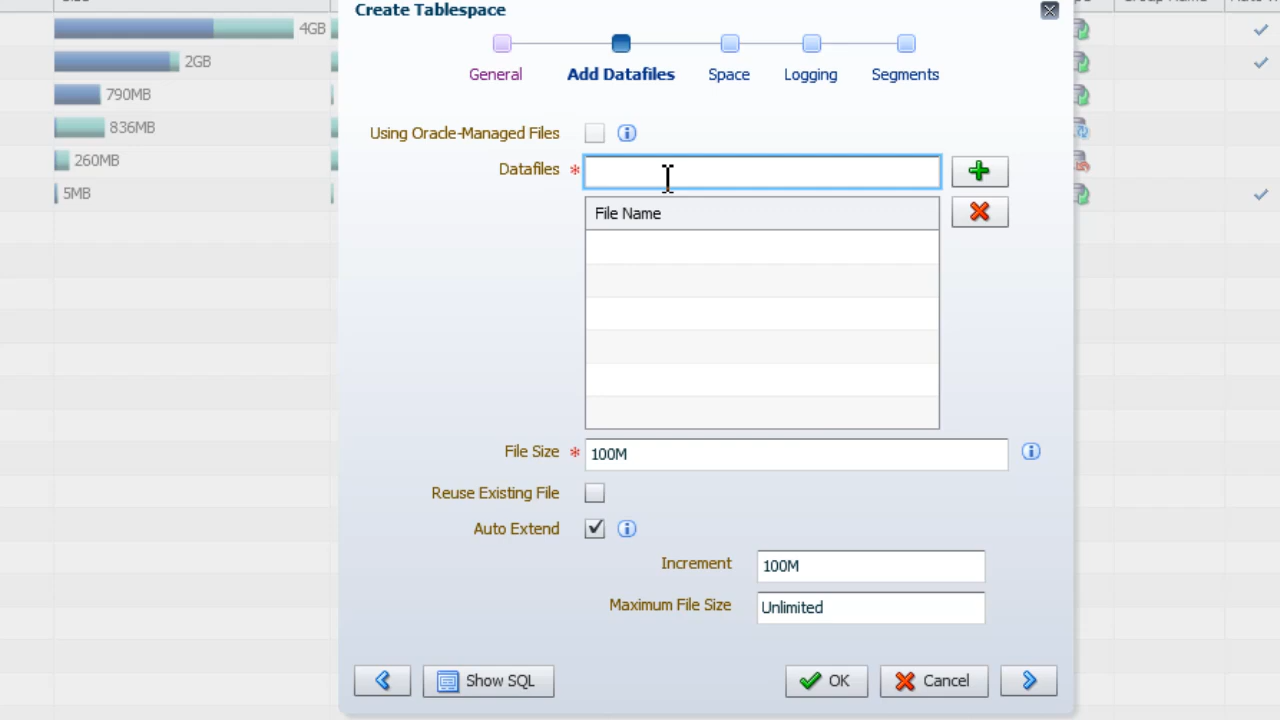 Create Tablespace
General
Add Datafiles
Space
Logging
Segments
4GB
2GB
790MB
836MB
260MB
5MB
Using Oracle-Managed Files
Datafiles *
File Name
File Size * 100M
Reuse Existing File
Auto Extend
Increment 100M
Maximum File Size Unlimited
Show SQL
OK
Cancel